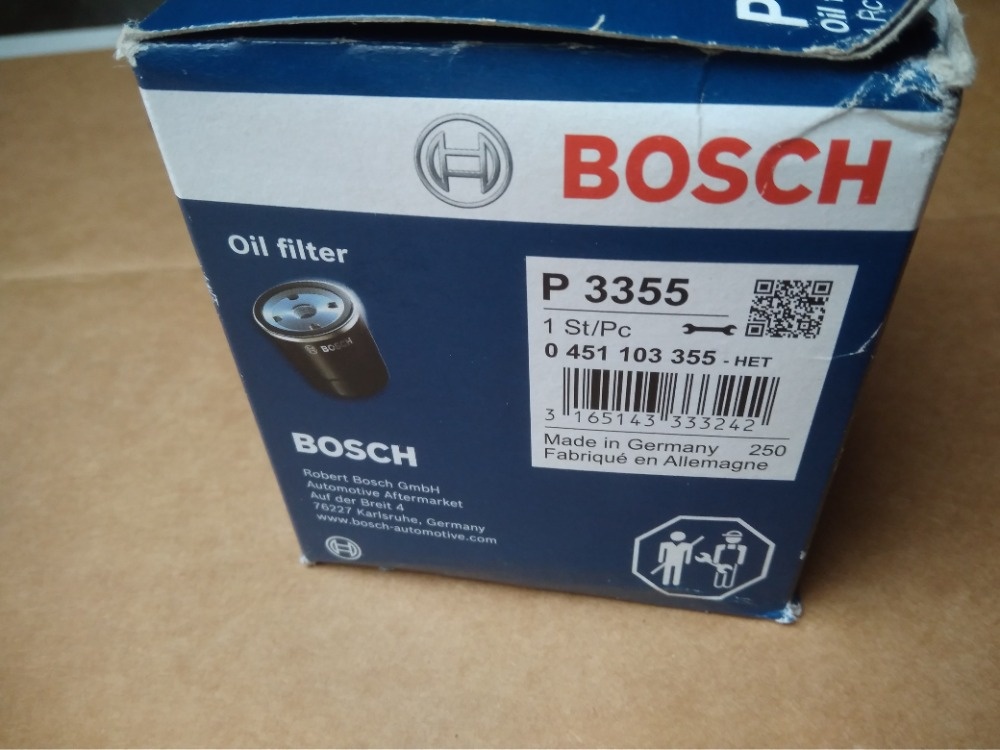 P
Oil
BOSCH
Oil filter
BOSCH
P 3355
1 St/Pc
0 451 103 355 - HET
3 165143 333242
Made in Germany 250
Fabriqué en Allemagne
BOSCH
Robert Bosch GmbH
Automotive Aftermarket
Auf der Breit 4
76227 Karlsruhe, Germany
www.bosch-automotive.com